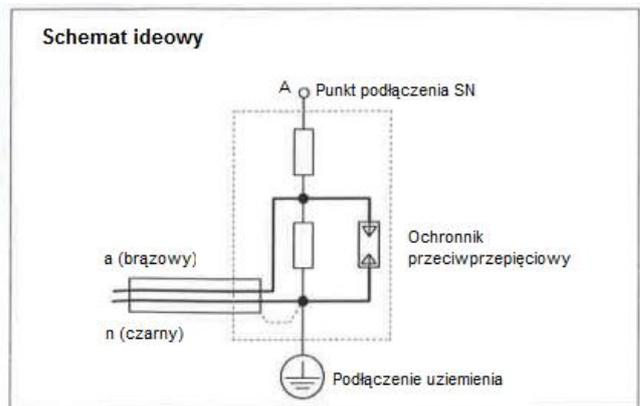 Schemat ideowy
A
Punkt podłączenia SN
Ochronnik
przeciwprzepięciowy
a (brązowy)
n (czarny)
Podłączenie uziemienia